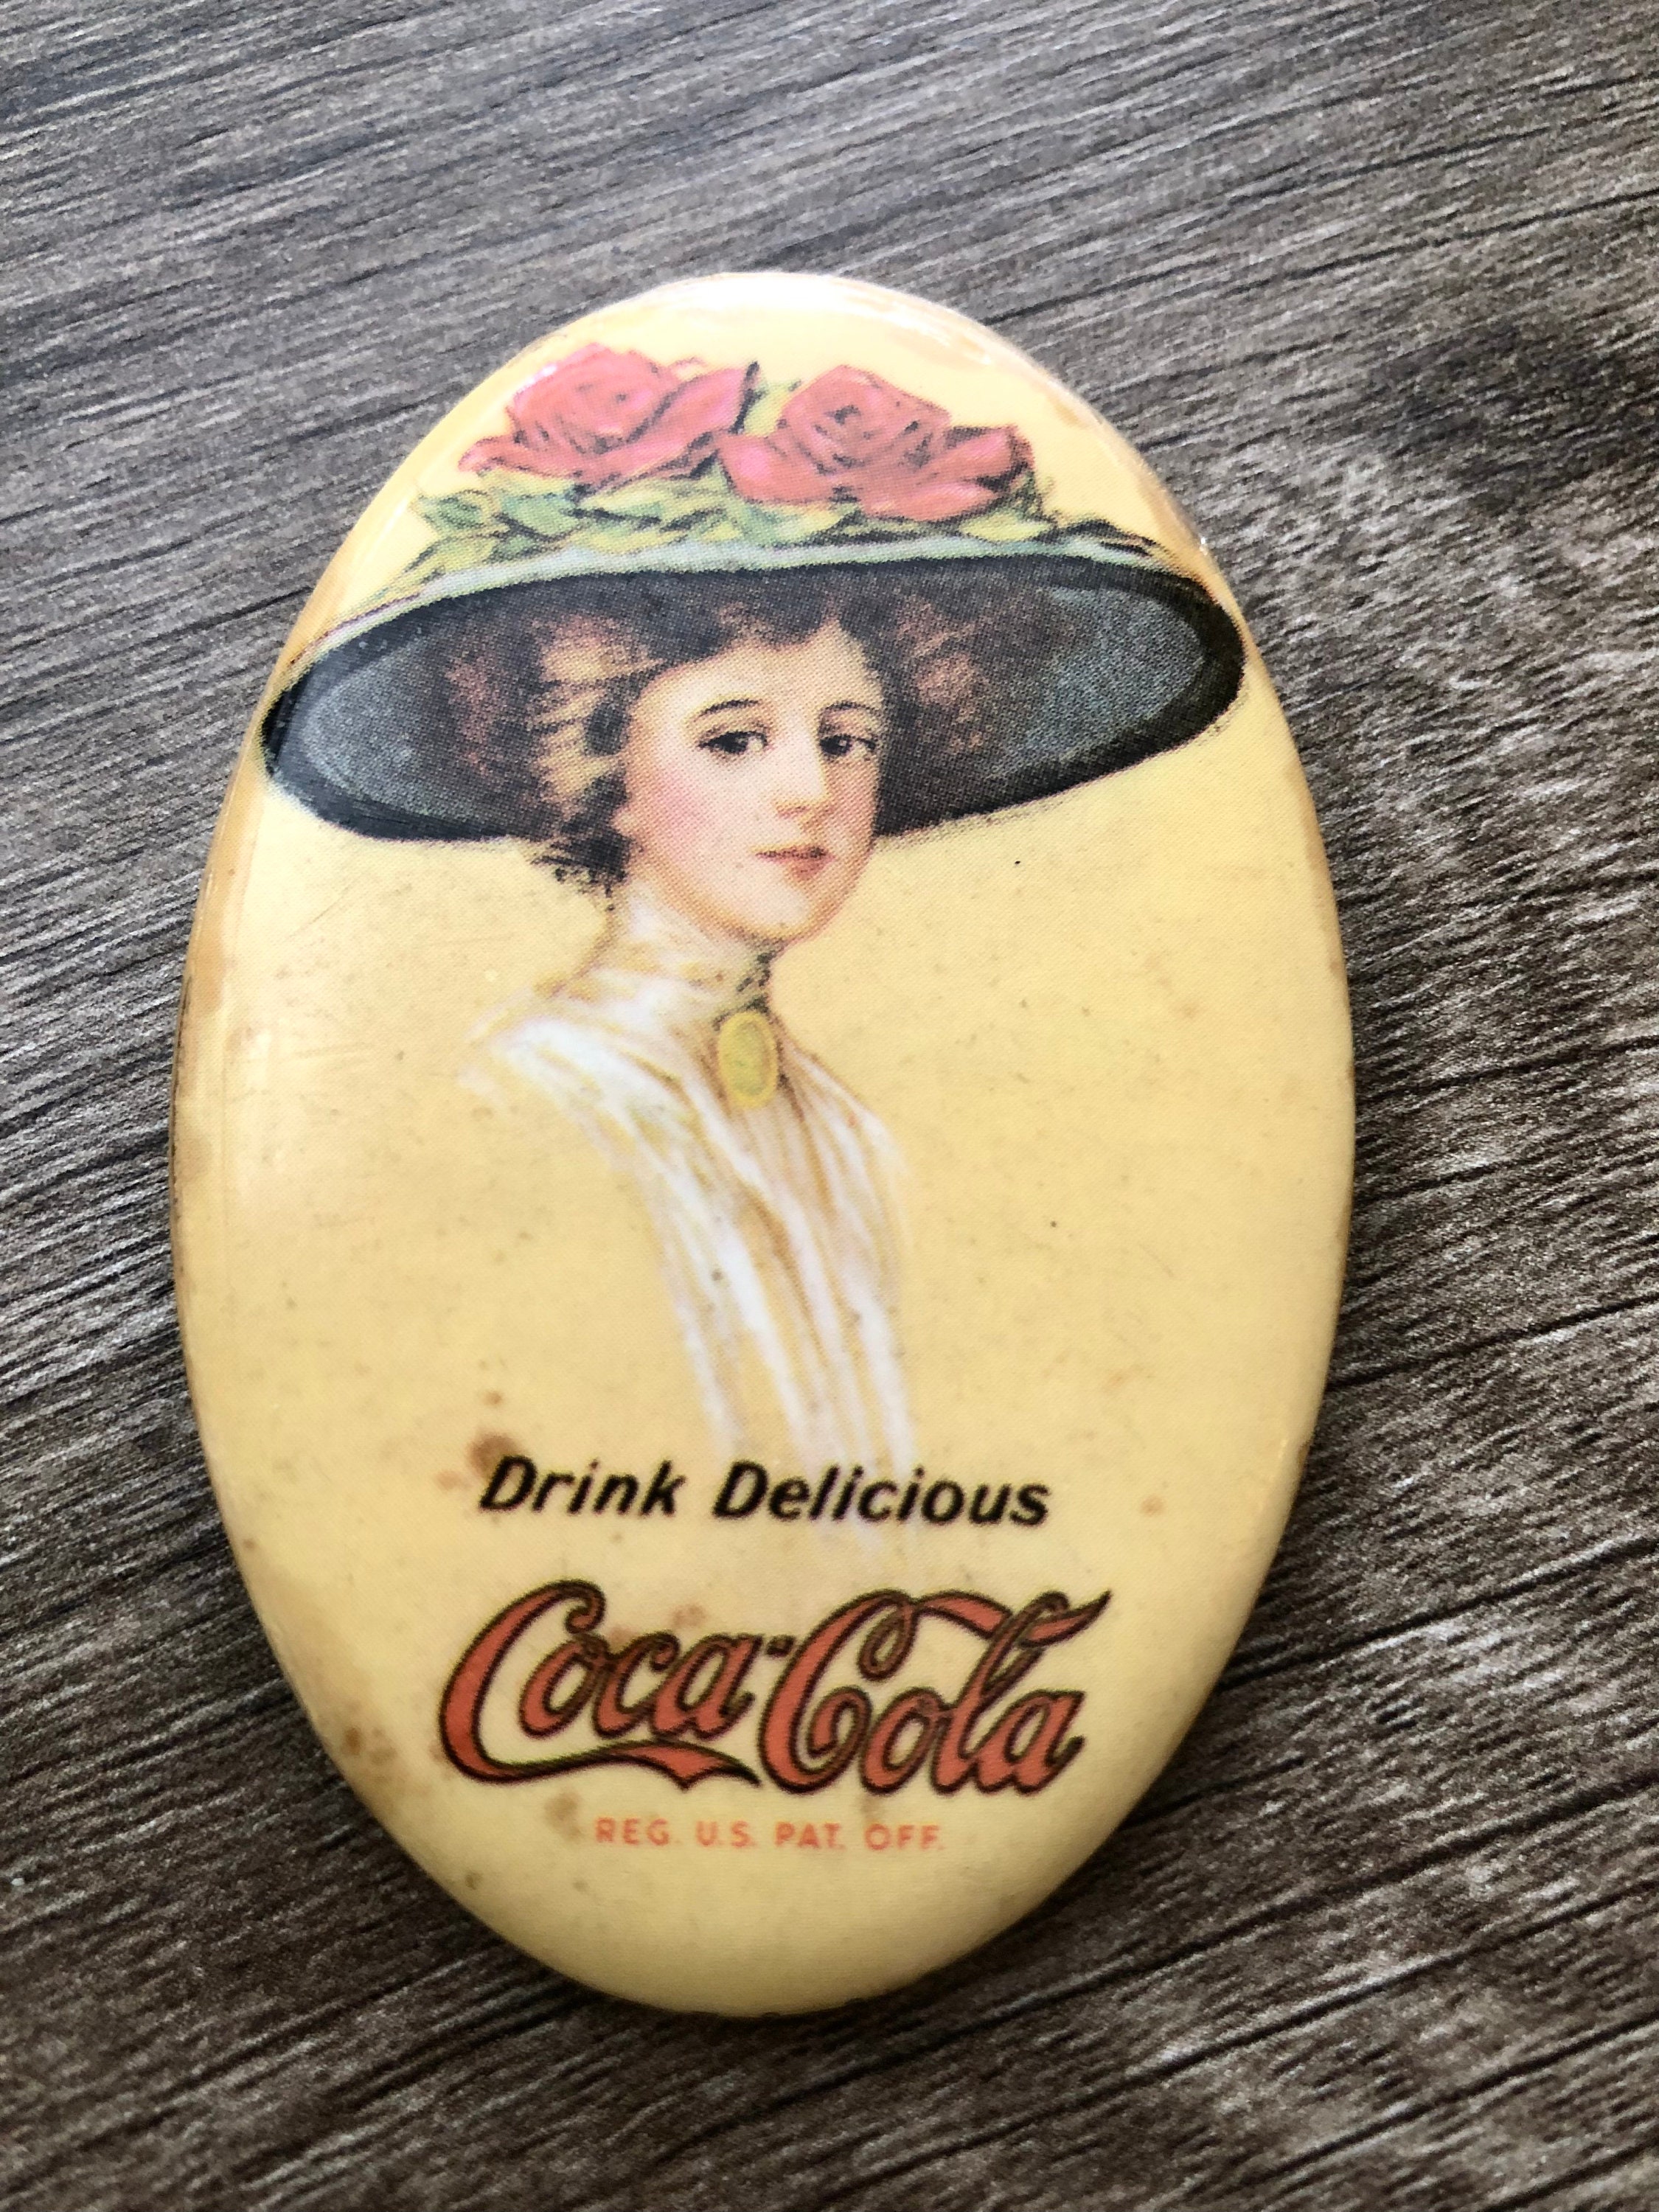 Drink Delicious
Coca-Cola
REG. U.S. PAT. OFF.